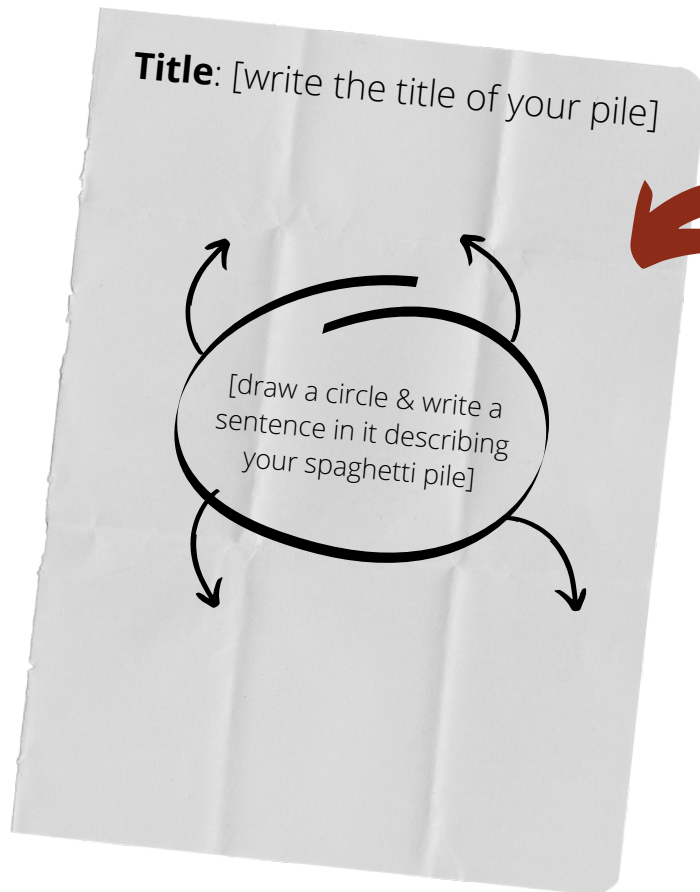 Title: [write the title of your pile]
[draw a circle & write a
sentence in it describing
your spaghetti pile]